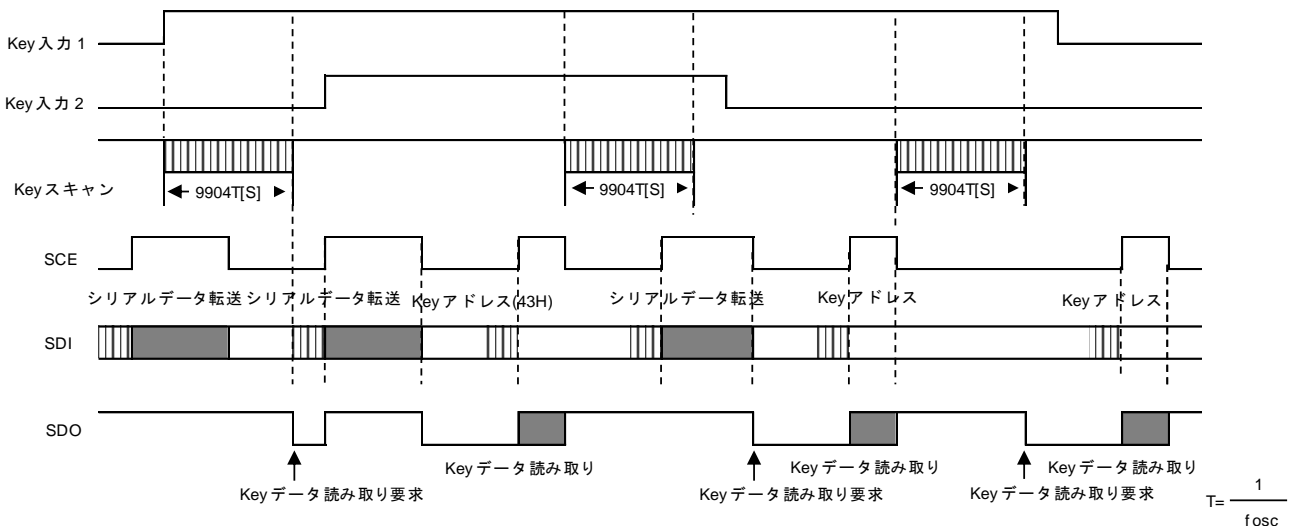 Key入力1
Key入力2
Keyスキャン
9904T[S]
9904T[S]
9904T[S]
SCE
シリアルデータ転送
シリアルデータ転送
Keyアドレス(43H)
シリアルデータ転送
Keyアドレス
Keyアドレス
SDI
SDO
Keyデータ読み取り
Keyデータ読み取り
Keyデータ読み取り
Keyデータ読み取り要求
Keyデータ読み取り要求
Keyデータ読み取り要求
T= 1
fosc